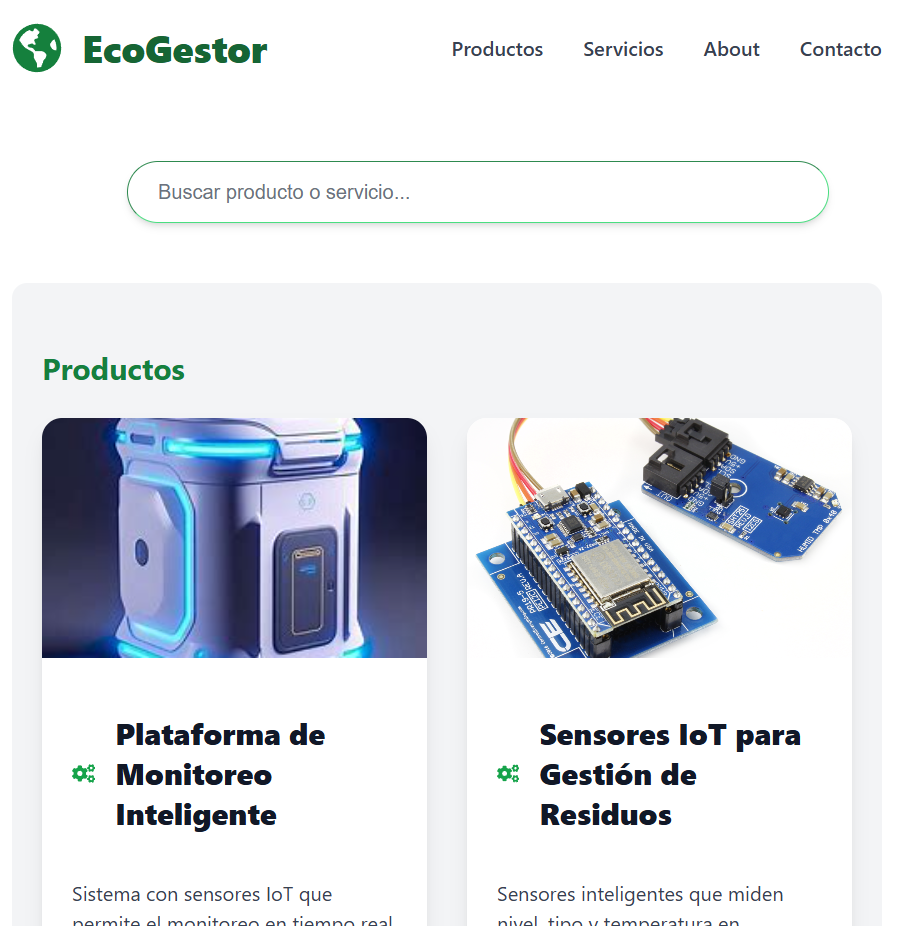 EcoGestor
Productos Servicios About Contacto
Buscar producto o servicio...
Productos
Plataforma de
Monitoreo
Inteligente
Sistema con sensores IoT que
permite el monitoreo en tiempo real
Sensores IoT para
Gestión de
Residuos
Sensores inteligentes que miden
nivel, tipo y temperatura en